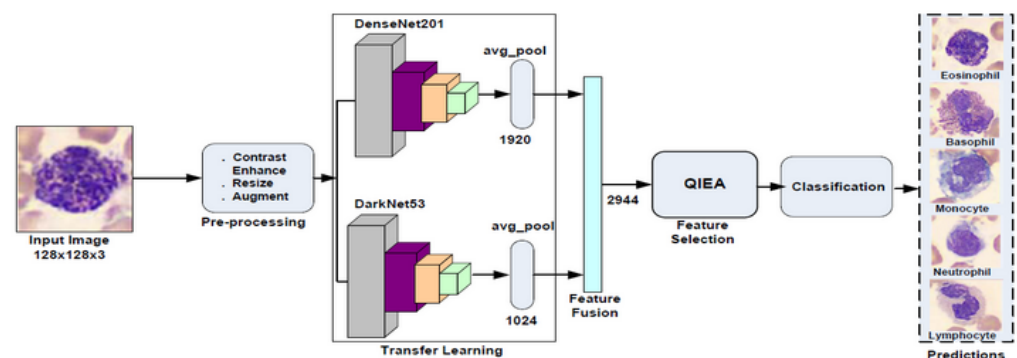 DenseNet201
avg_pool
1920
Input Image
128x128x3
. Contrast
Enhance
. Resize
. Augment
Pre-processing
DarkNet53
avg_pool
1024
Transfer Learning
Feature
Fusion
2944
QIEA
Feature
Selection
Classification
Eosinophil
Basophil
Monocyte
Neutrophil
Lymphocyte
Predictions